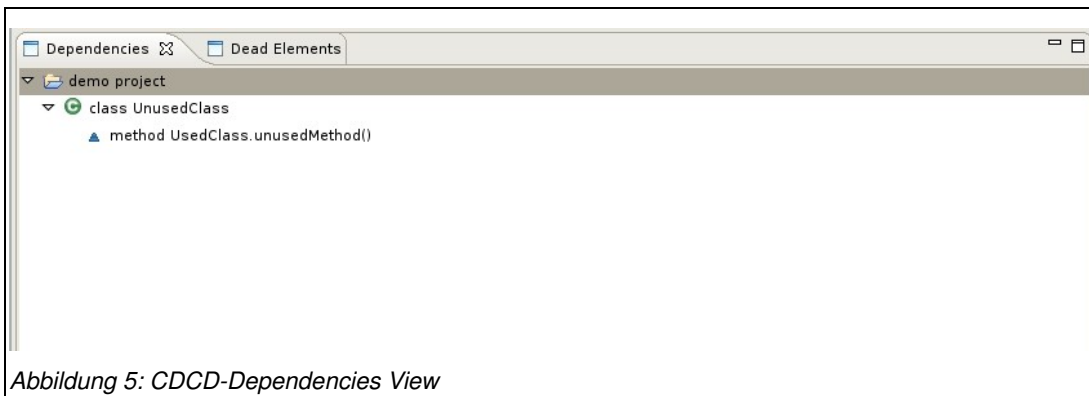 Dependencies Dead Elements
demo project
class UnusedClass
method UsedClass.unusedMethod()
Abbildung 5: CDCD-Dependencies View